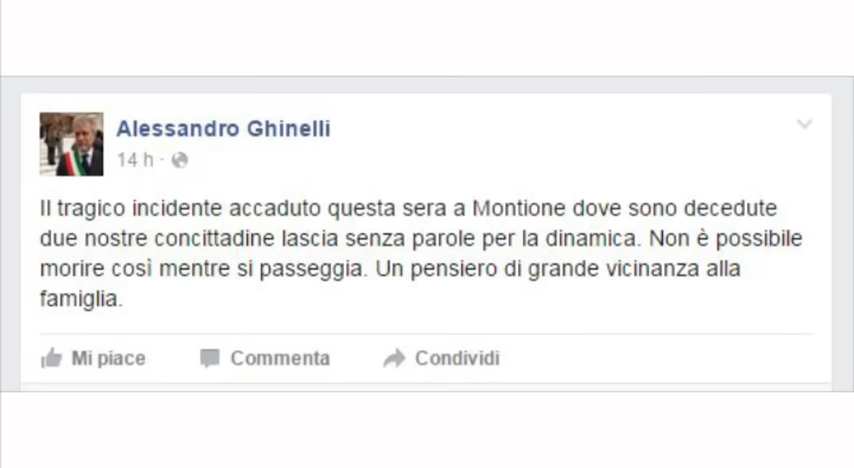 Alessandro Ghinelli
14 h ·
Il tragico incidente accaduto questa sera a Montione dove sono decedute
due nostre concittadine lascia senza parole per la dinamica. Non è possibile
morire così mentre si passeggia. Un pensiero di grande vicinanza alla
famiglia.
Mi piace Commenta Condividi